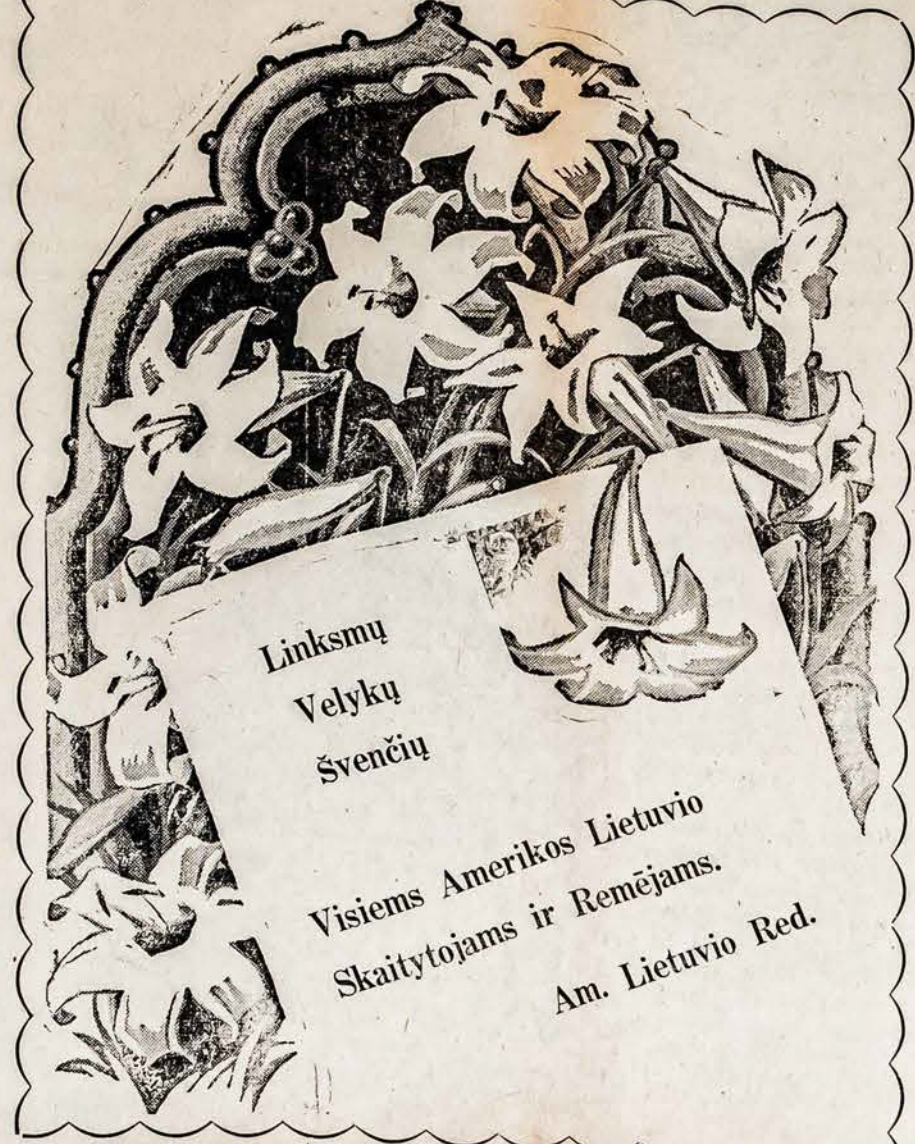 Linksmų
Velykų
švenčių
Visiems Amerikos Lietuvio
Skaitytojams ir Remējams.
Am. Lietuvio Red.